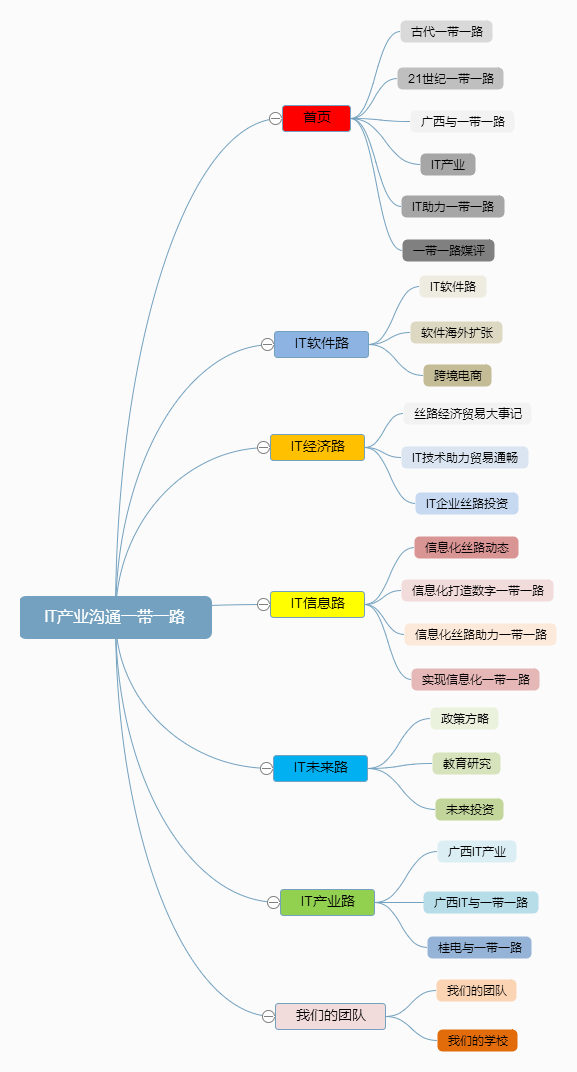 IT产业沟通一带一路
首页
古代一带一路
21世纪一带一路
广西与一带一路
IT产业
IT助力一带一路
一带一路媒评
IT软件路
IT软件路
软件海外扩张
跨境电商
IT经济路
丝路经济贸易大事记
IT技术助力贸易通畅
IT企业丝路投资
IT信息路
信息化丝路动态
信息化打造数字一带一路
信息化丝路助力一带一路
实现信息化一带一路
IT未来路
政策方略
教育研究
未来投资
IT产业路
广西IT产业
广西IT与一带一路
桂电与一带一路
我们的团队
我们的团队
我们的学校